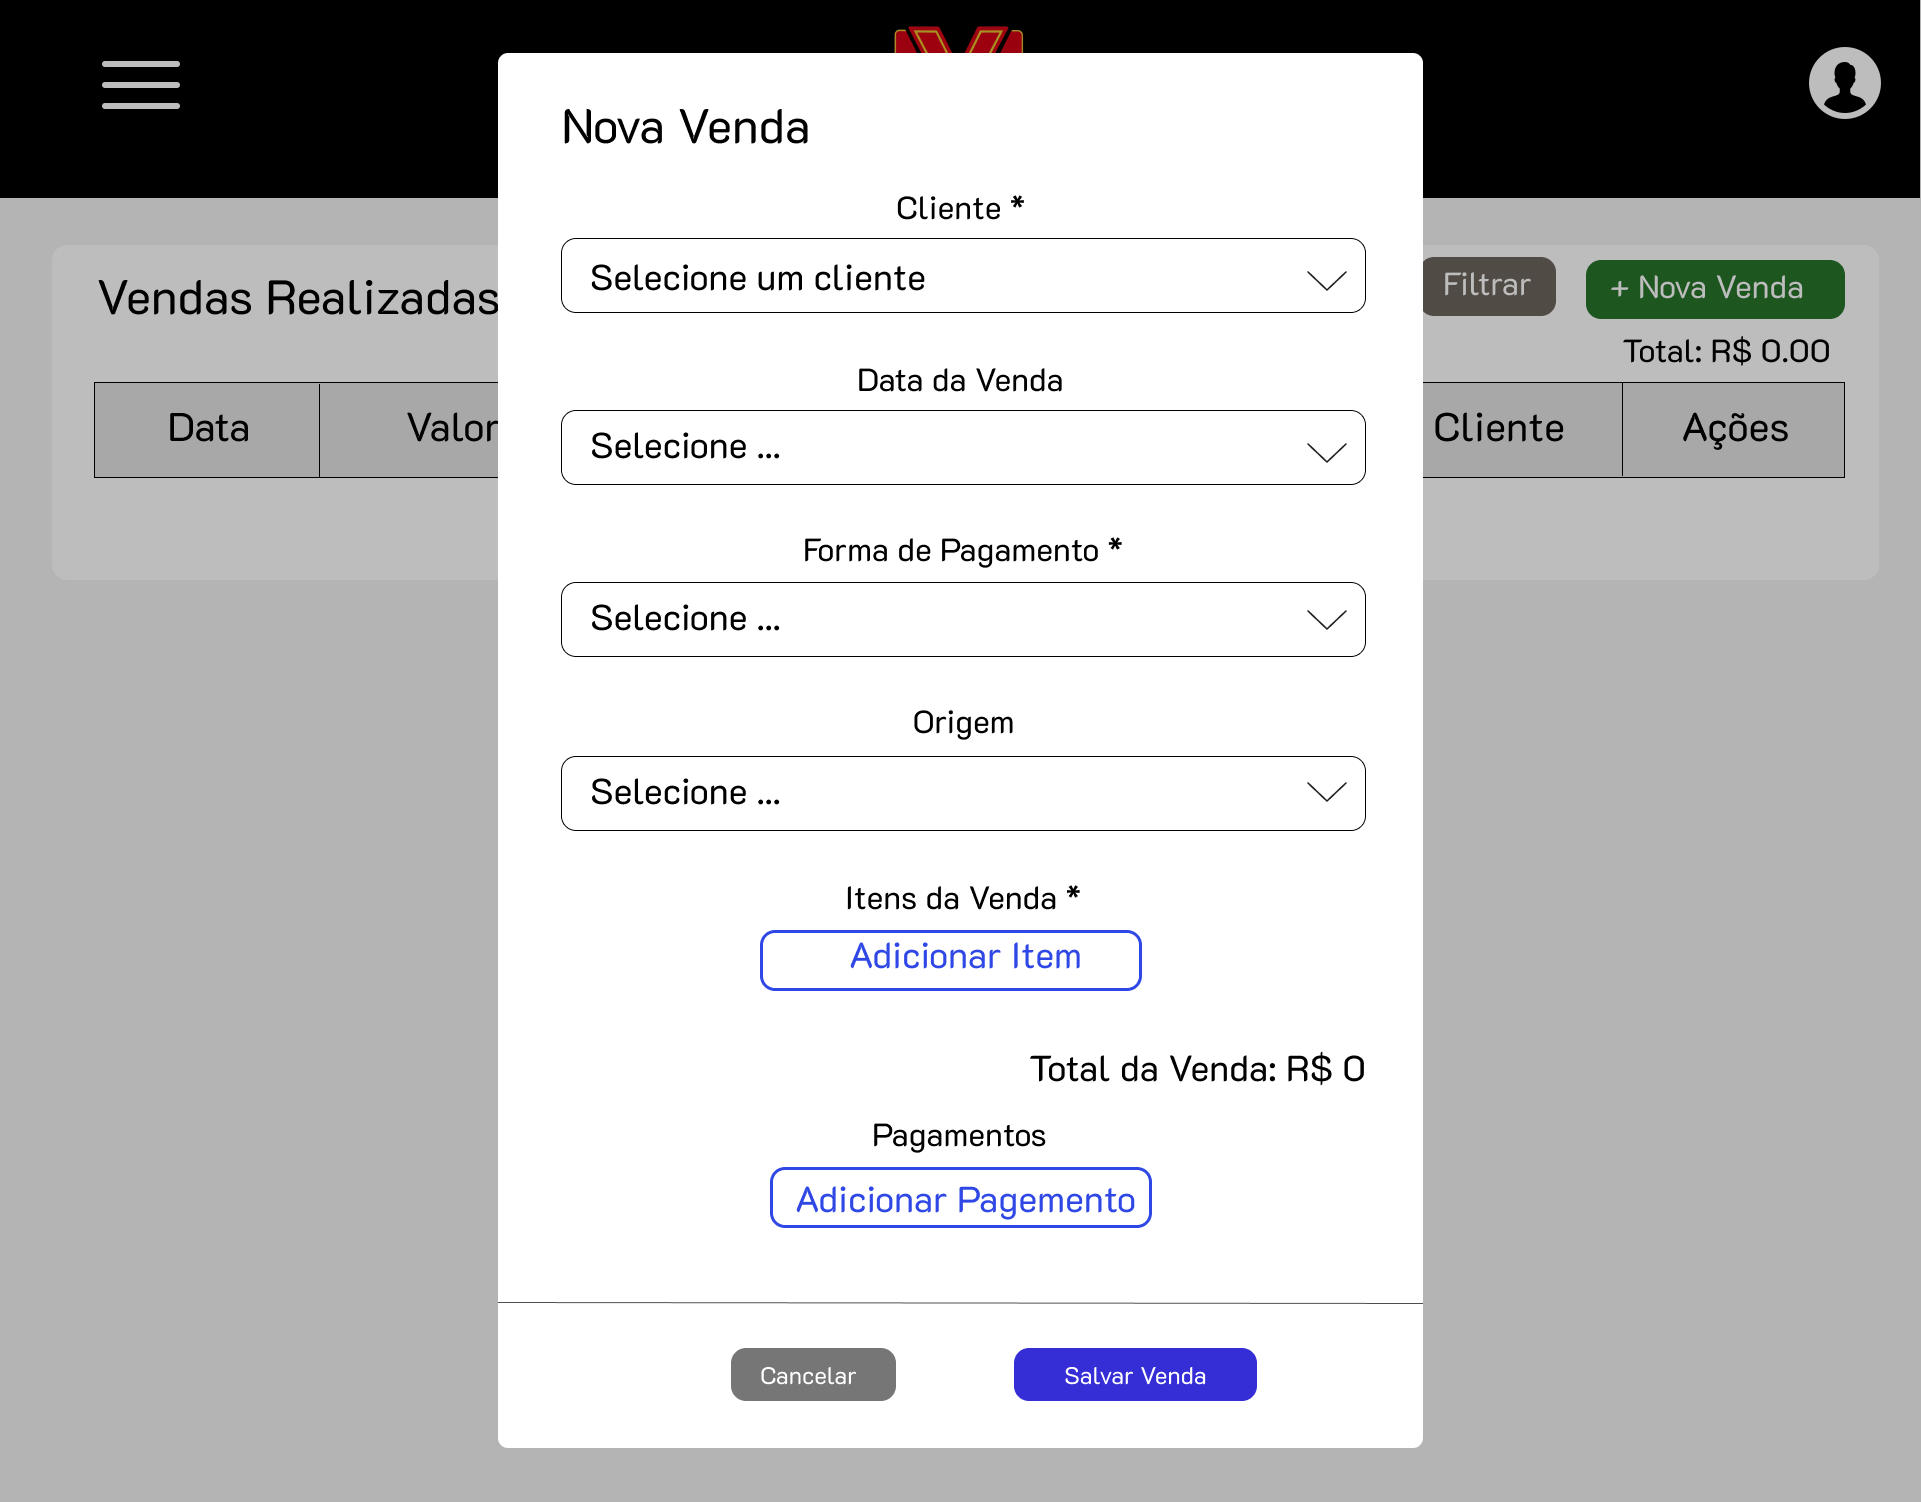 Nova Venda
Cliente *
Selecione um cliente
Vendas Realizadas
Filtrar
+ Nova Venda
Total: R$ 0.00
Data da Venda
Selecione ...
Data
Valor
Cliente
Ações
Forma de Pagamento *
Selecione ...
Origem
Selecione ...
Itens da Venda *
Adicionar Item
Total da Venda: R$ 0
Pagamentos
Adicionar Pagemento
Cancelar
Salvar Venda